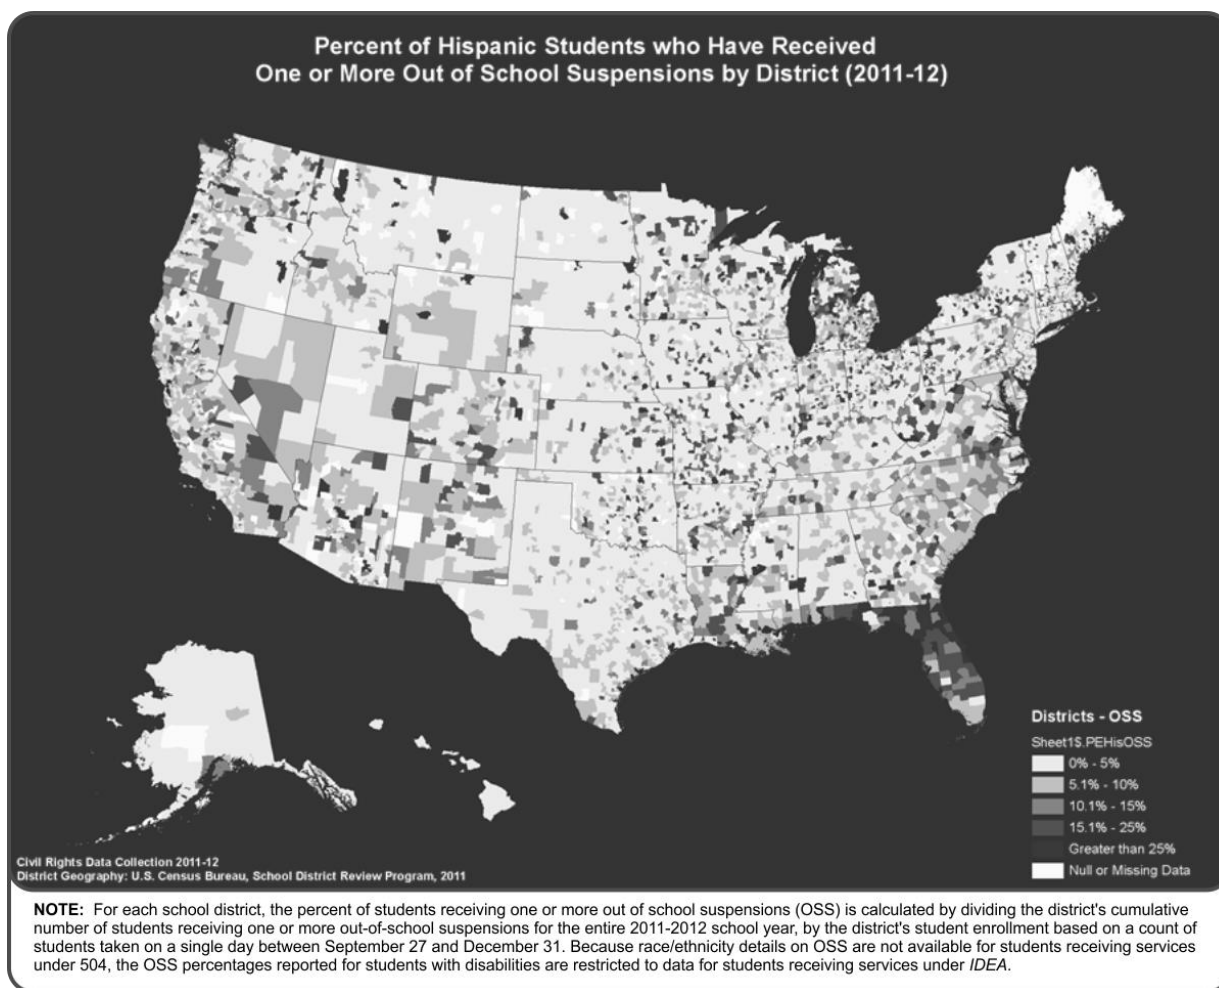 Percent of Hispanic Students who Have Received
One or More Out of School Suspensions by District (2011-12)
Districts - OSS
Sheet1$.PEHisOSS
0% - 5%
5.1% - 10%
10.1% - 15%
15.1% - 25%
Greater than 25%
Null or Missing Data
Civil Rights Data Collection 2011-12
District Geography: U.S. Census Bureau, School District Review Program, 2011
NOTE: For each school district, the percent of students receiving one or more out of school suspensions (OSS) is calculated by dividing the district's cumulative
number of students receiving one or more out-of-school suspensions for the entire 2011-2012 school year, by the district's student enrollment based on a count of
students taken on a single day between September 27 and December 31. Because race/ethnicity details on OSS are not available for students receiving services
under 504, the OSS percentages reported for students with disabilities are restricted to data for students receiving services under IDEA.